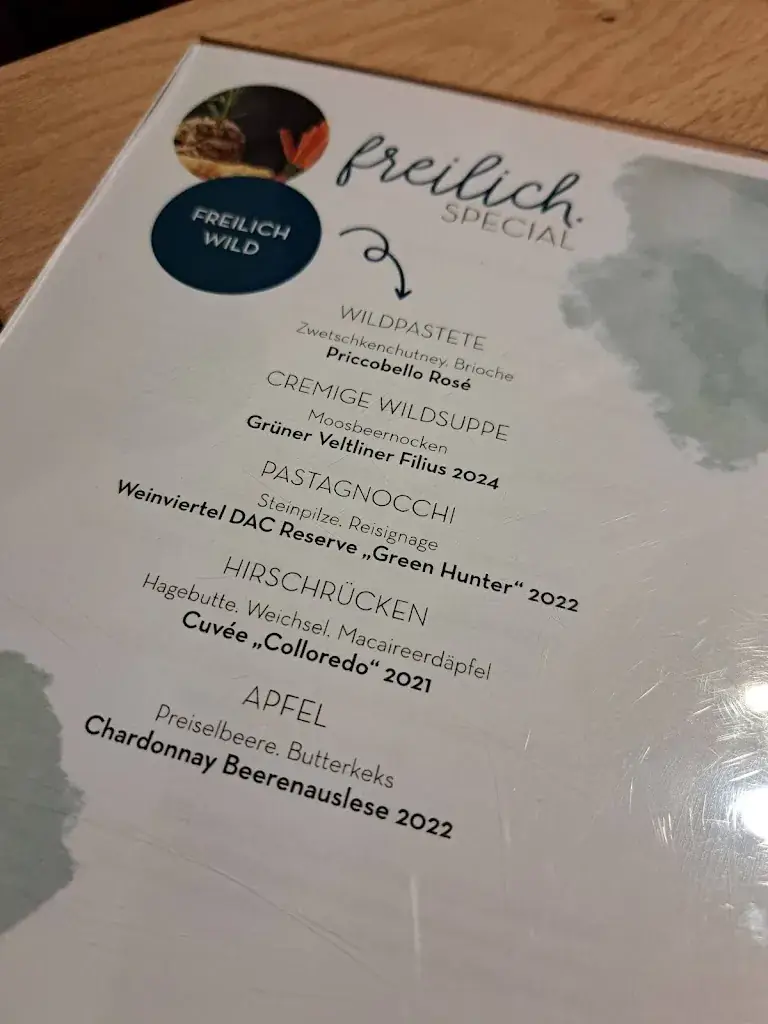 freilich.
SPECIAL
FREILICH
WILD
WILDPASTETE
Zwetschkenchutney. Brioche
Priccobello Rosé
CREMIGE WILDSUPPE
Moosbeernocken
Grüner Veltliner Filius 2024
PASTAGNOCCHI
Steinpilze. Reisignage
Weinviertel DAC Reserve „Green Hunter“ 2022
HIRSCHRÜCKEN
Hagebutte. Weichsel. Macaireerdäpfel
Cuvée „Colloredo“ 2021
APFEL
Preiselbeere. Butterkeks
Chardonnay Beerenauslese 2022